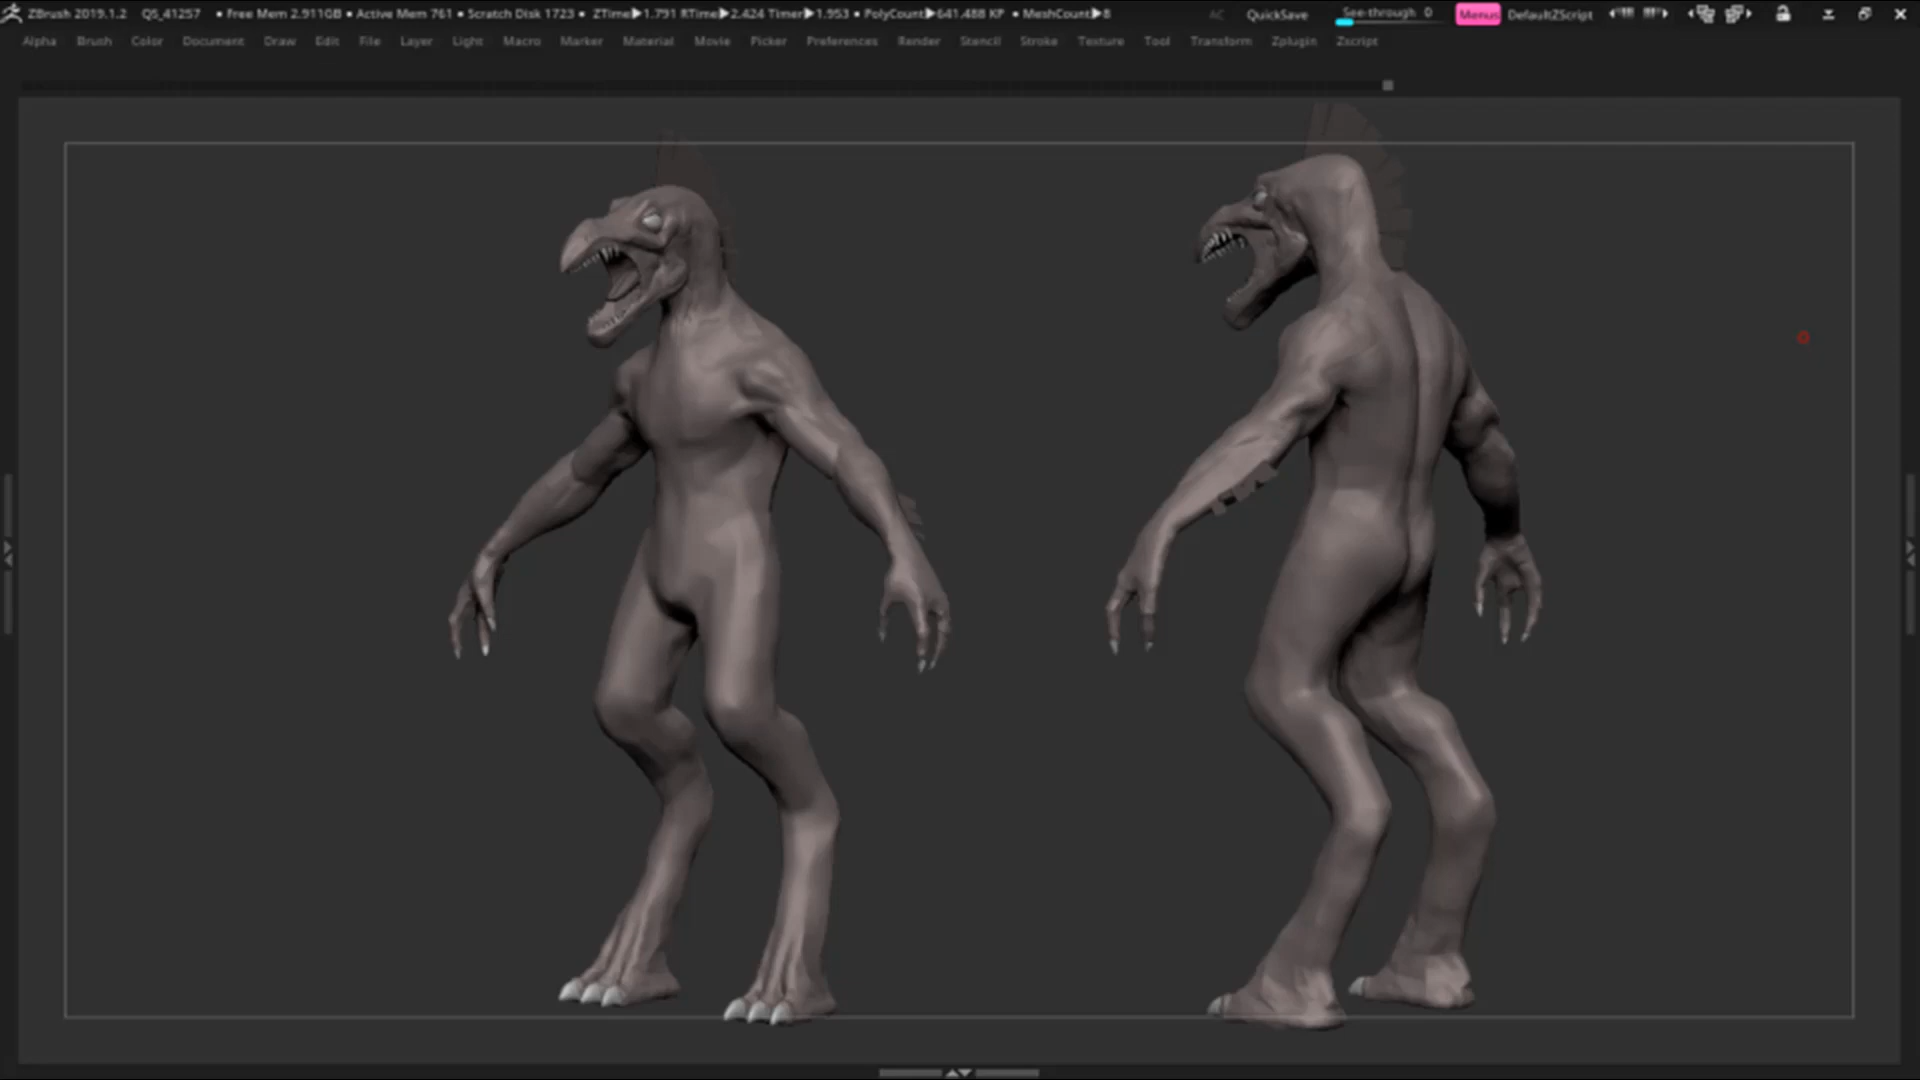 ZBrush 2019.1.2 QS_41257 • Free Mem 2.911GB • Active Mem 761 • Scratch Disk 1723 • ZTime▶1.791 RTime▶2.424 Timer▶1.953 • PolyCount▶641.488 KP • MeshCount▶8 AC QuickSave See-through 0 Menus DefaultZScript
Alpha Brush Color Document Draw Edit File Layer Light Macro Marker Material Movie Picker Preferences Render Stencil Stroke Texture Tool Transform Zplugin Zscript